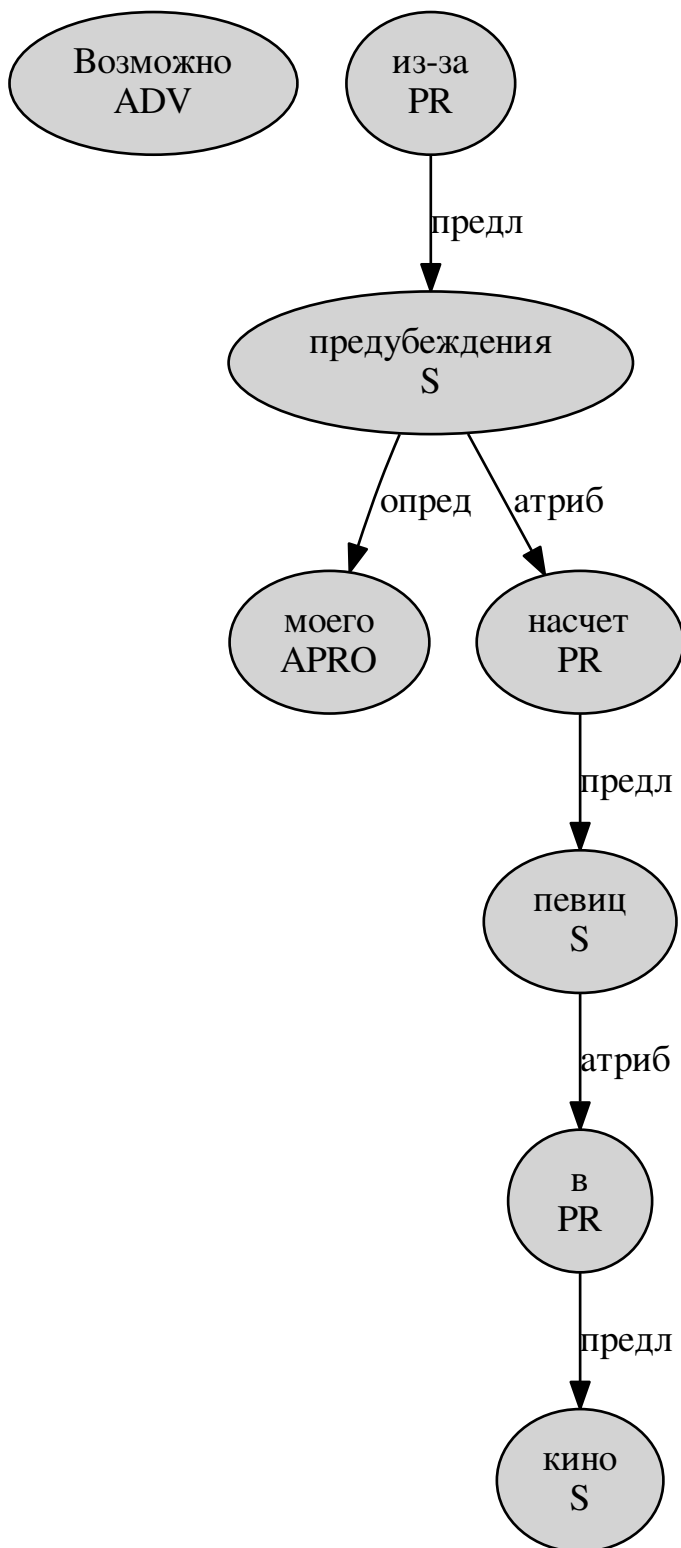 Возможно
ADV
из-за
PR
предл
предубеждения
S
опред
атриб
моего
APRO
насчет
PR
предл
певиц
S
атриб
в
PR
предл
кино
S